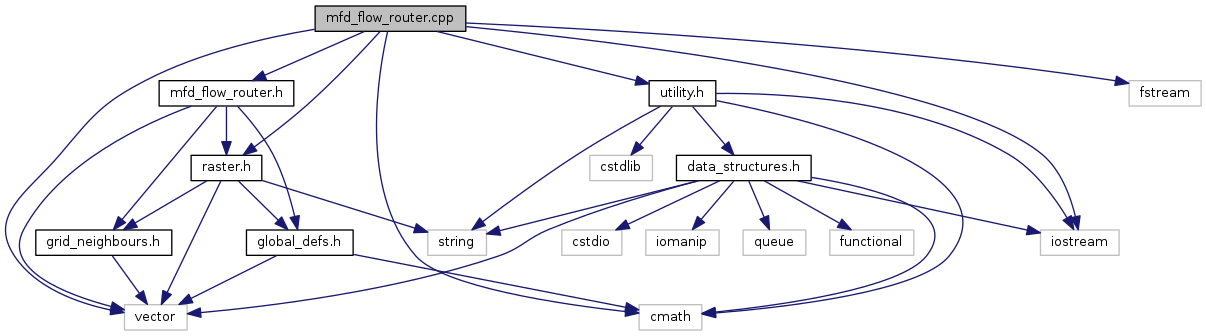 mfd_flow_router.cpp
mfd_flow_router.h
utility.h
fstream
raster.h
cstdlib
data_structures.h
grid_neighbours.h
global_defs.h
string
cstdio
iomanip
queue
functional
iostream
vector
cmath